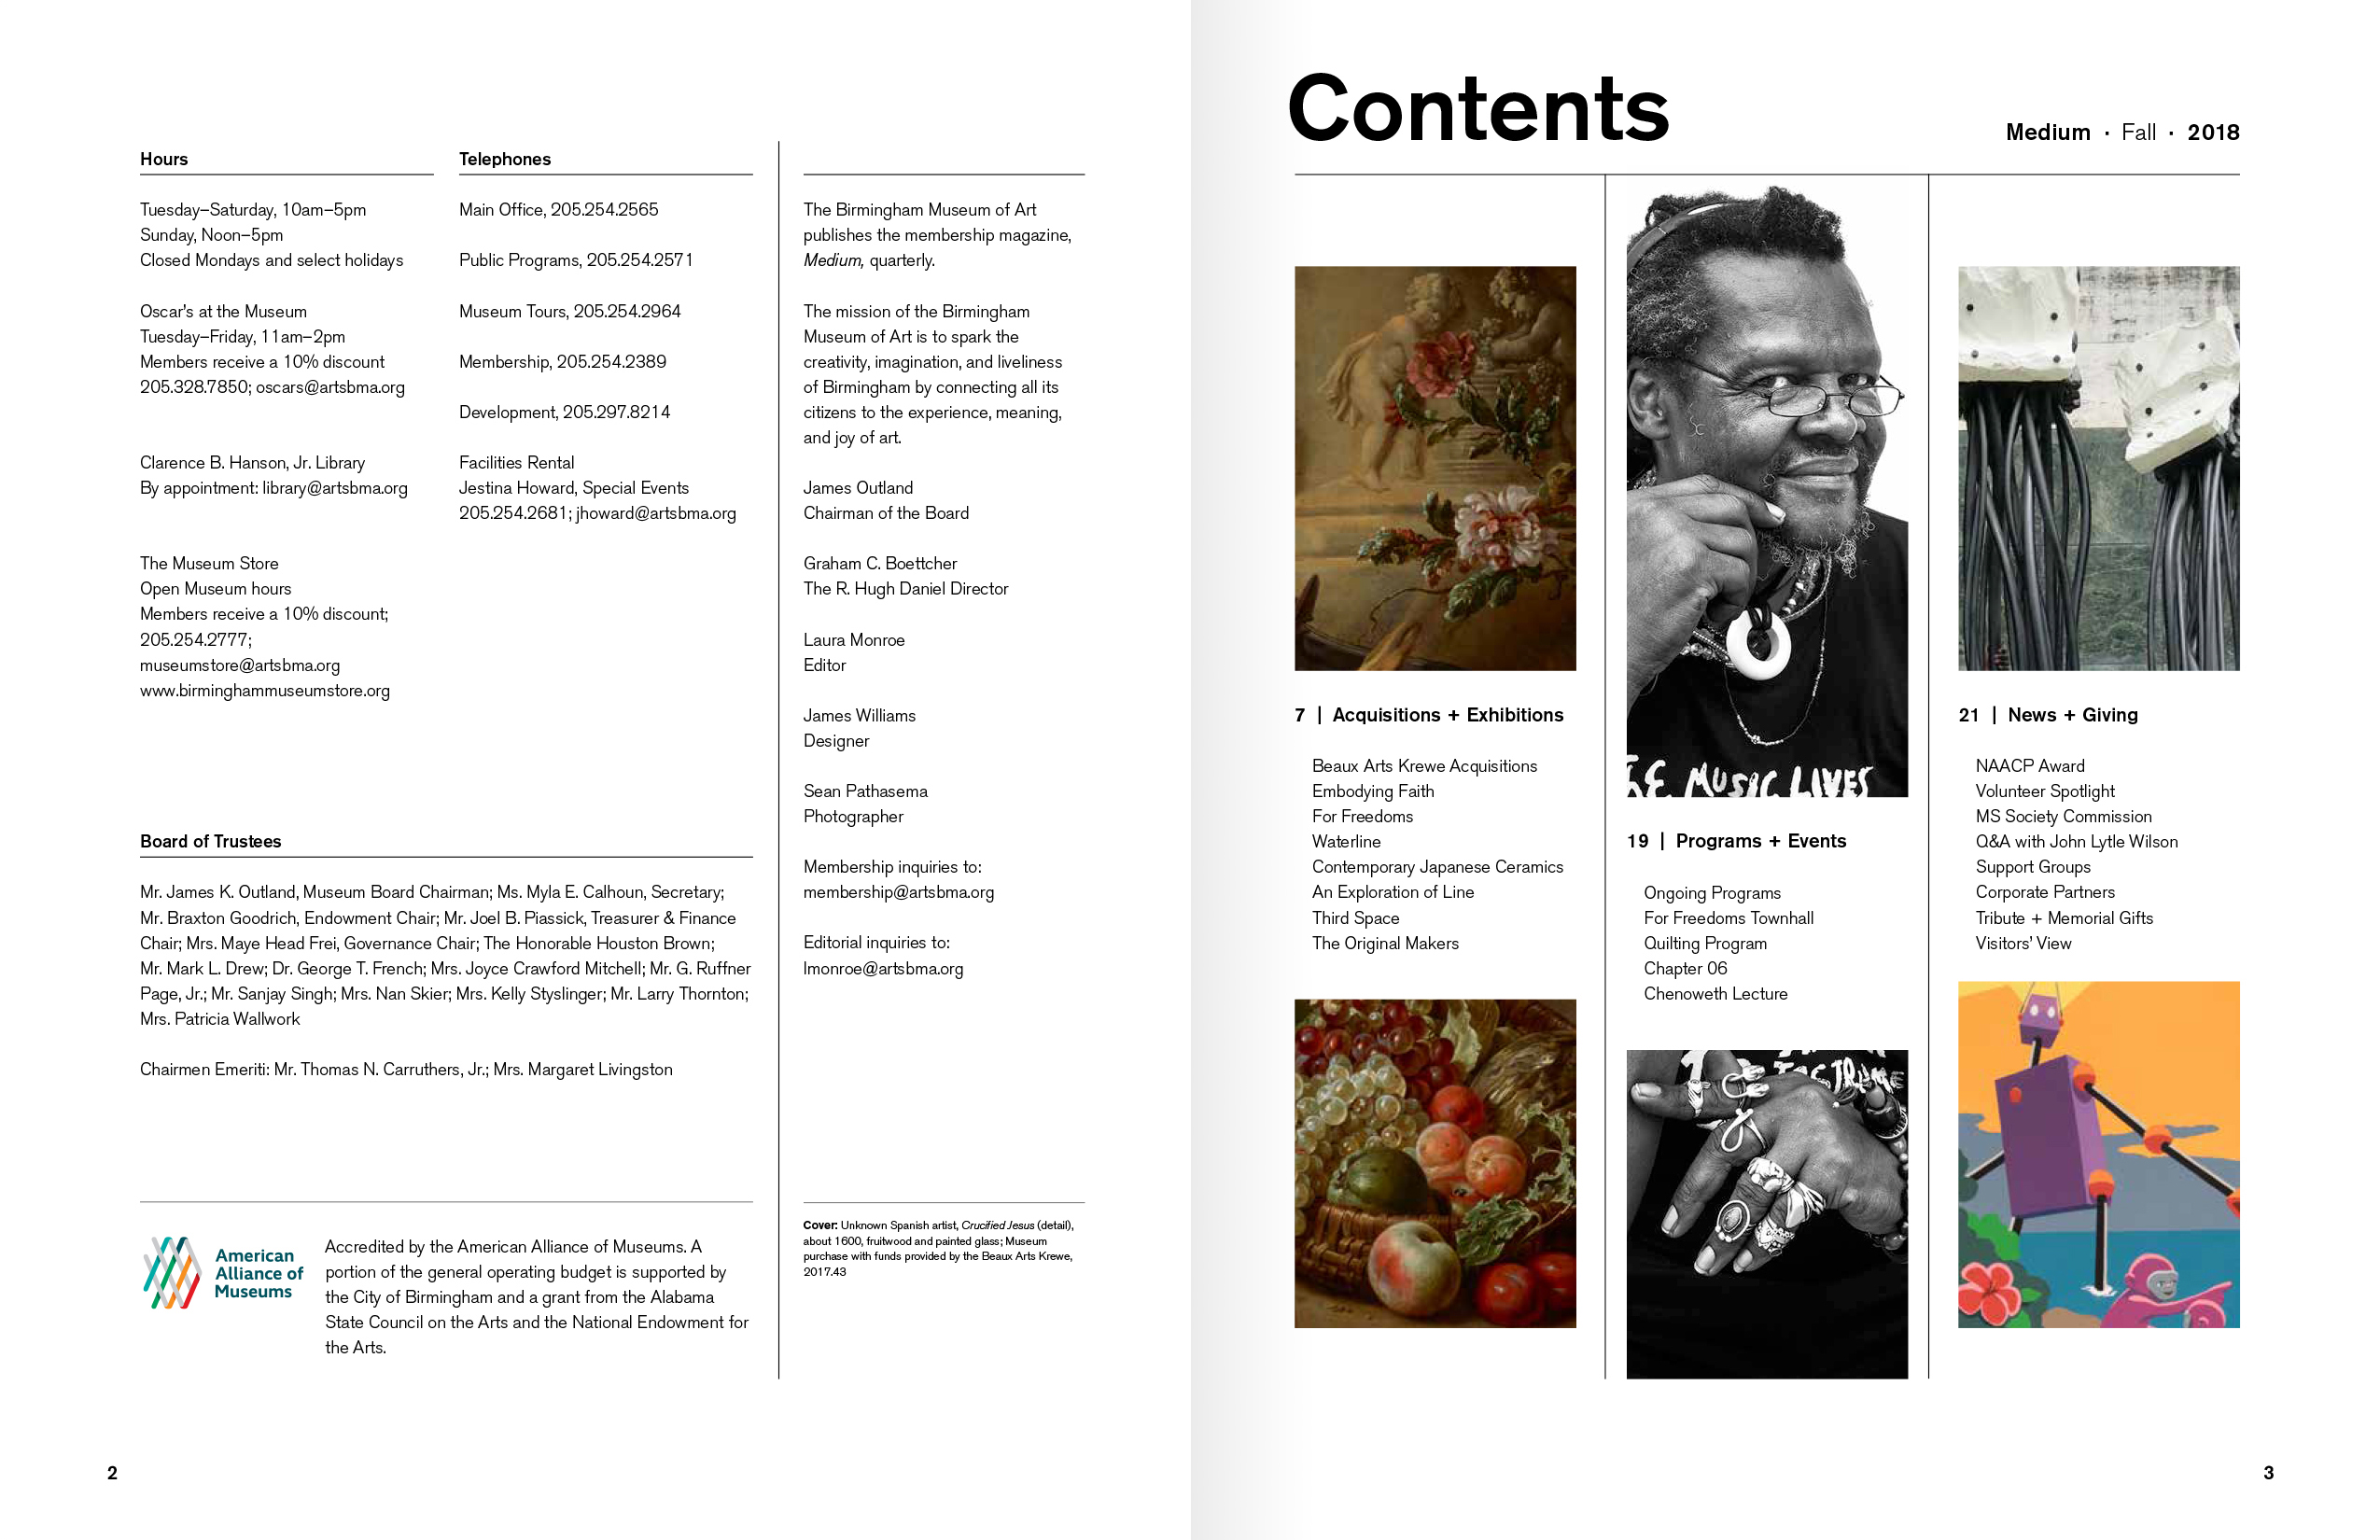 Hours
Tuesday–Saturday, 10am–5pm
Sunday, Noon–5pm
Closed Mondays and select holidays
Oscar's at the Museum
Tuesday–Friday, 11am–2pm
Members receive a 10% discount
205.328.7850; oscars@artsbma.org
Clarence B. Hanson, Jr. Library
By appointment: library@artsbma.org
The Museum Store
Open Museum hours
Members receive a 10% discount;
205.254.2777;
museumstore@artsbma.org
www.birminghammuseumstore.org
Telephones
Main Office, 205.254.2565
Public Programs, 205.254.2571
Museum Tours, 205.254.2964
Membership, 205.254.2389
Development, 205.297.8214
Facilities Rental
Jestina Howard, Special Events
205.254.2681; jhoward@artsbma.org
Board of Trustees
Mr. James K. Outland, Museum Board Chairman; Ms. Myla E. Calhoun, Secretary;
Mr. Braxton Goodrich, Endowment Chair; Mr. Joel B. Piassick, Treasurer & Finance
Chair; Mrs. Maye Head Frei, Governance Chair; The Honorable Houston Brown;
Mr. Mark L. Drew; Dr. George T. French; Mrs. Joyce Crawford Mitchell; Mr. G. Ruffner
Page, Jr.; Mr. Sanjay Singh; Mrs. Nan Skier; Mrs. Kelly Styslinger; Mr. Larry Thornton;
Mrs. Patricia Wallwork
Chairmen Emeriti: Mr. Thomas N. Carruthers, Jr.; Mrs. Margaret Livingston
American
Alliance of
Museums
Accredited by the American Alliance of Museums. A
portion of the general operating budget is supported by
the City of Birmingham and a grant from the Alabama
State Council on the Arts and the National Endowment for
the Arts.
The Birmingham Museum of Art
publishes the membership magazine,
Medium, quarterly.
The mission of the Birmingham
Museum of Art is to spark the
creativity, imagination, and liveliness
of Birmingham by connecting all its
citizens to the experience, meaning,
and joy of art.
James Outland
Chairman of the Board
Graham C. Boettcher
The R. Hugh Daniel Director
Laura Monroe
Editor
James Williams
Designer
Sean Pathasema
Photographer
Membership inquiries to:
membership@artsbma.org
Editorial inquiries to:
lmonroe@artsbma.org
Cover: Unknown Spanish artist, Crucified Jesus (detail),
about 1600, fruitwood and painted glass; Museum
purchase with funds provided by the Beaux Arts Krewe,
2017.43
2
Contents
Medium · Fall · 2018
7 | Acquisitions + Exhibitions
Beaux Arts Krewe Acquisitions
Embodying Faith
For Freedoms
Waterline
Contemporary Japanese Ceramics
An Exploration of Line
Third Space
The Original Makers
MUSIC LIVES
19 | Programs + Events
Ongoing Programs
For Freedoms Townhall
Quilting Program
Chapter 06
Chenoweth Lecture
21 | News + Giving
NAACP Award
Volunteer Spotlight
MS Society Commission
Q&A with John Lytle Wilson
Support Groups
Corporate Partners
Tribute + Memorial Gifts
Visitors' View
3